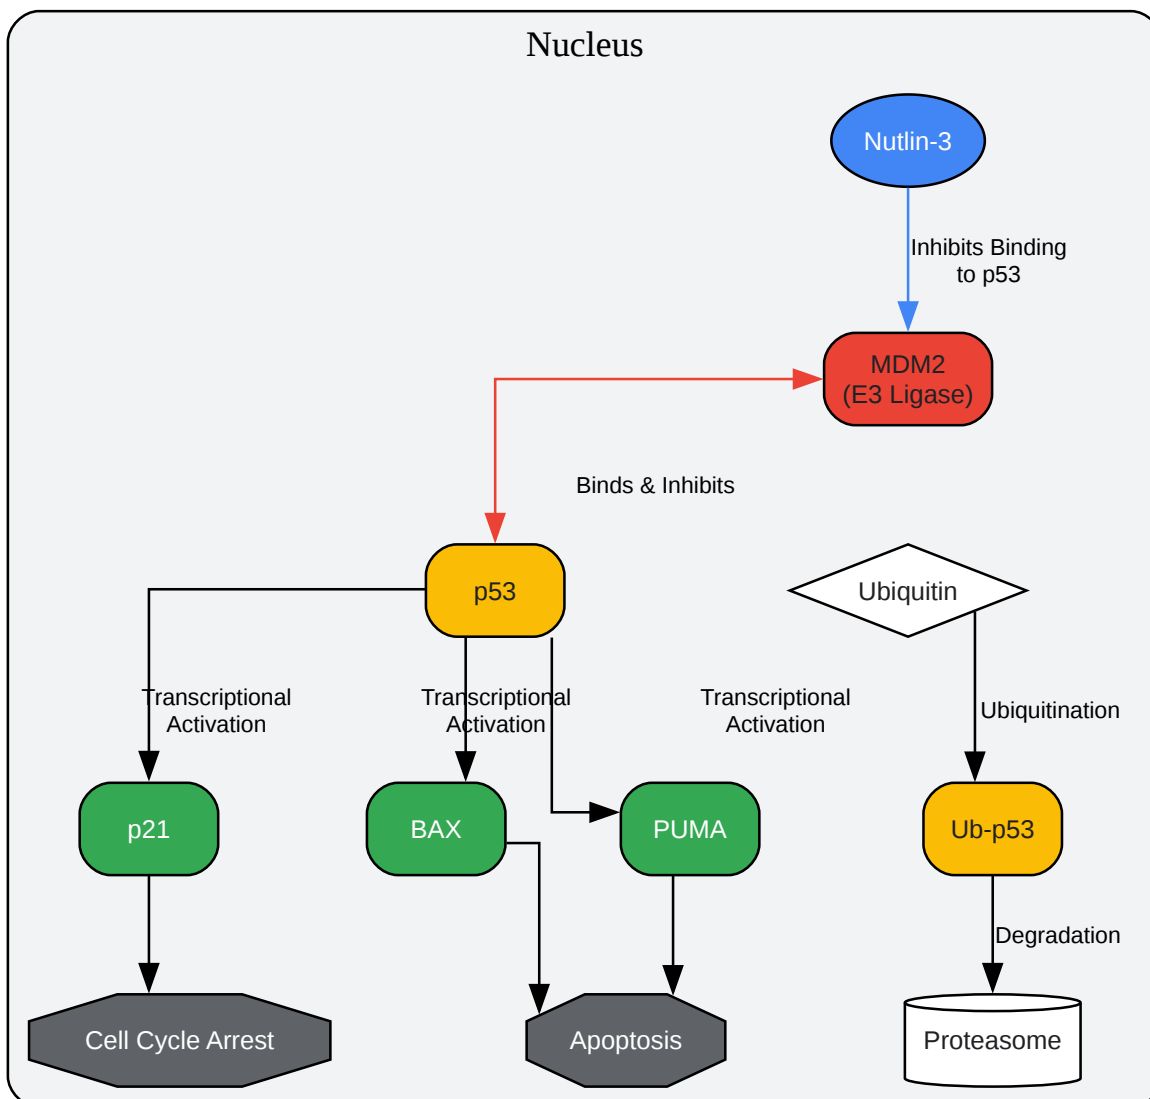 Nucleus
Nutlin-3
Inhibits Binding
to p53
MDM2
(E3 Ligase)
Binds & Inhibits
p53
Ubiquitin
Transcriptional
Activation
Transcriptional
Activation
Transcriptional
Activation
Ubiquitination
p21
BAX
PUMA
Ub-p53
Degradation
Cell Cycle Arrest
Apoptosis
Proteasome